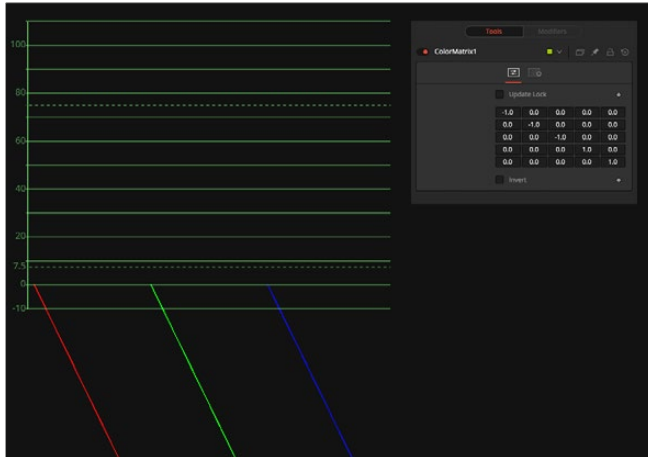 100
80
60
40
20
7.5
0
-10
Tools Modifiers
ColorMatrix1
Update Lock
-1.0 0.0 0.0 0.0 0.0
0.0 -1.0 0.0 0.0 0.0
0.0 0.0 -1.0 0.0 0.0
0.0 0.0 0.0 1.0 0.0
0.0 0.0 0.0 0.0 1.0
Invert